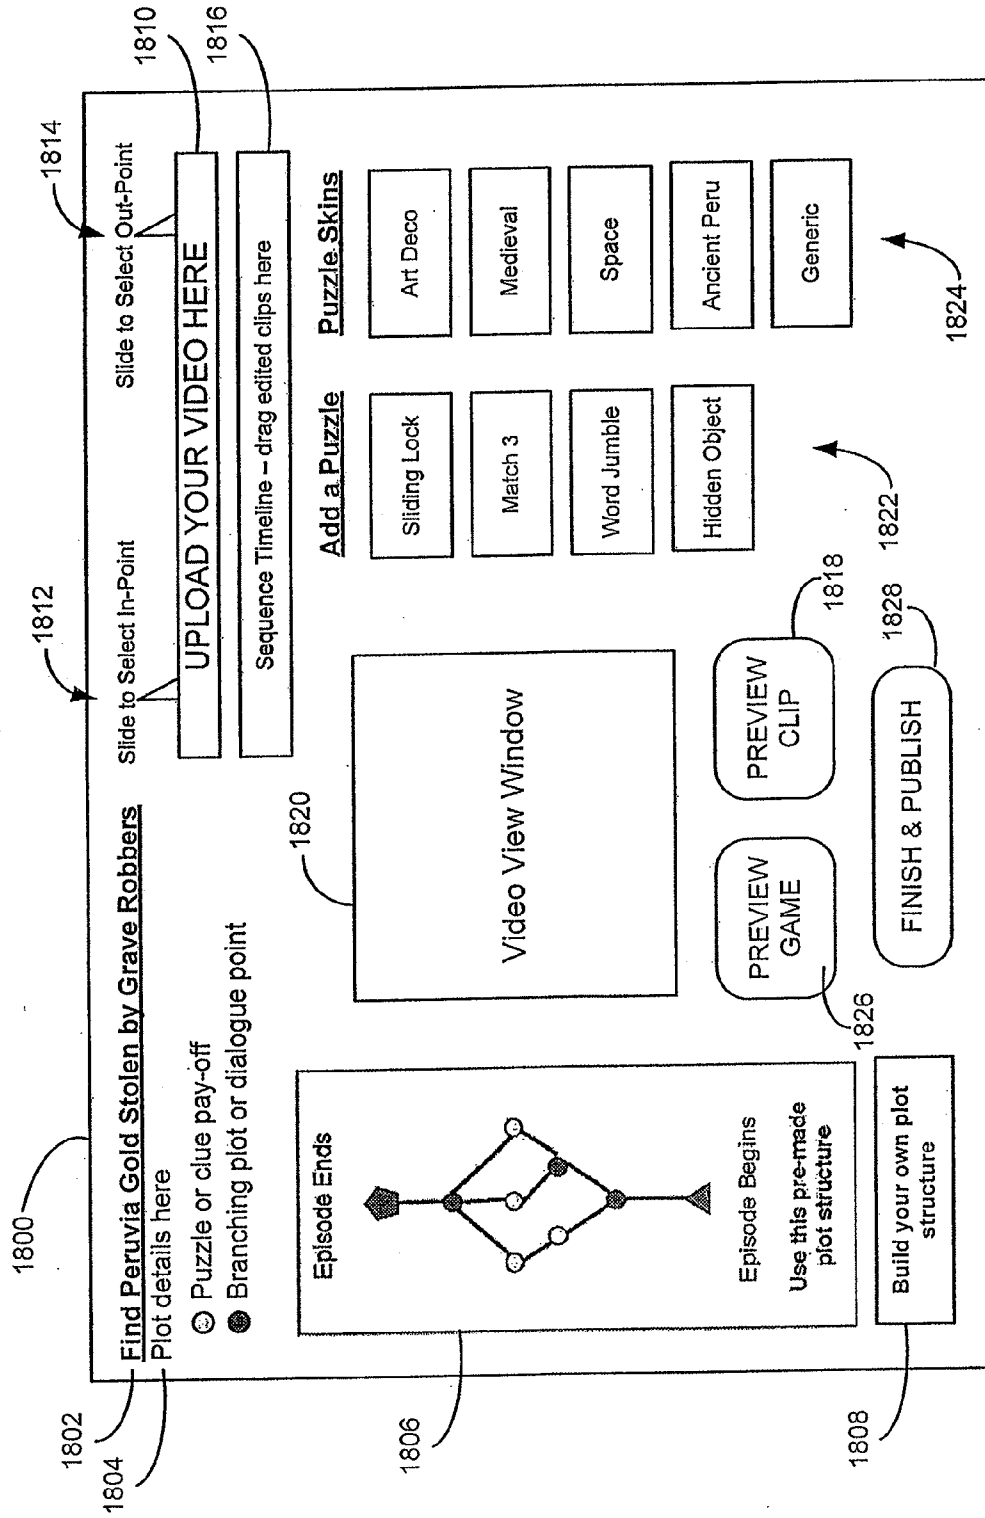 1800
1802
Find Peruvia Gold Stolen by Grave Robbers
1804
Plot details here
Puzzle or clue pay-off
Branching plot or dialogue point
1812
Slide to Select In-Point
1814
Slide to Select Out-Point
1810
UPLOAD YOUR VIDEO HERE
1816
Sequence Timeline – drag edited clips here
1806
Episode Ends
Episode Begins
Use this pre-made
plot structure
1808
Build your own plot
structure
1820
Video View Window
PREVIEW
GAME
1826
PREVIEW
CLIP
1818
FINISH & PUBLISH
1828
Add a Puzzle
Sliding Lock
Match 3
Word Jumble
Hidden Object
1822
Puzzle Skins
Art Deco
Medieval
Space
Ancient Peru
Generic
1824